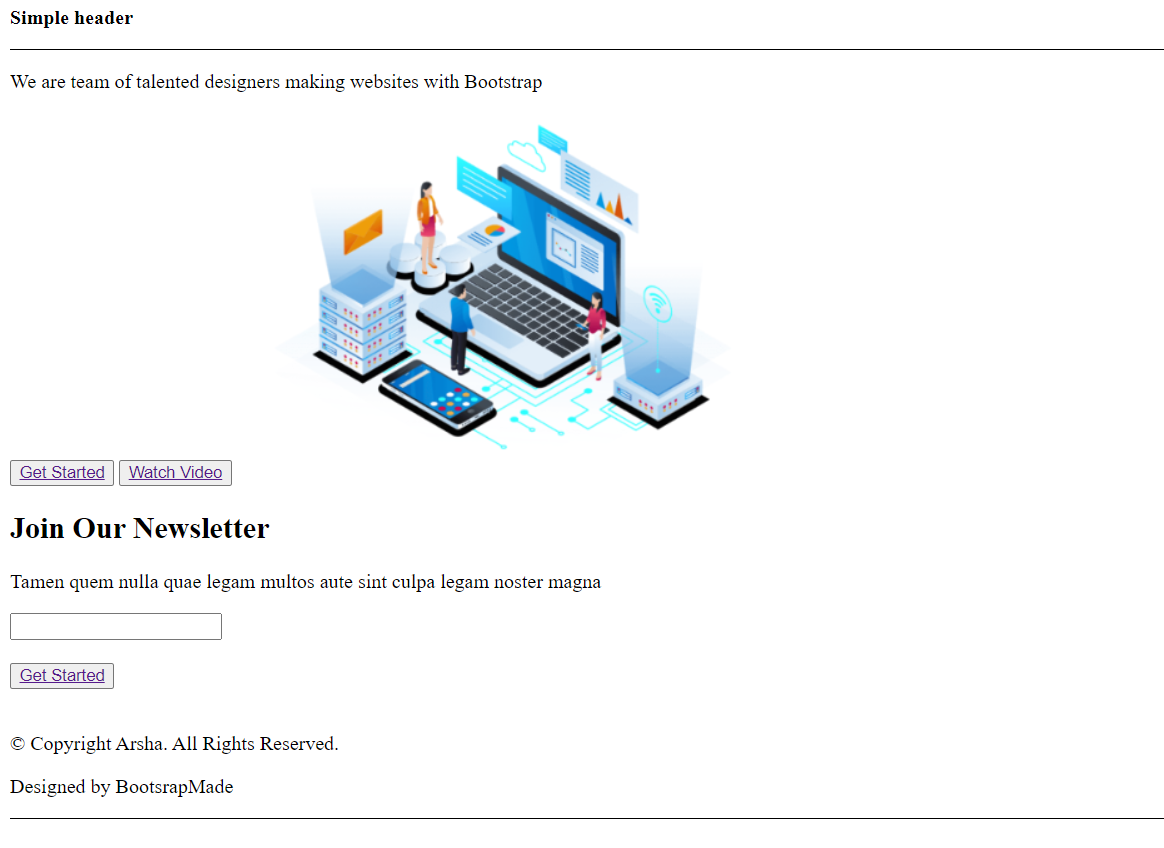 Simple header
We are team of talented designers making websites with Bootstrap
Get Started Watch Video
Join Our Newsletter
Tamen quem nulla quae legam multos aute sint culpa legam noster magna
Get Started
© Copyright Arsha. All Rights Reserved.
Designed by BootsrapMade